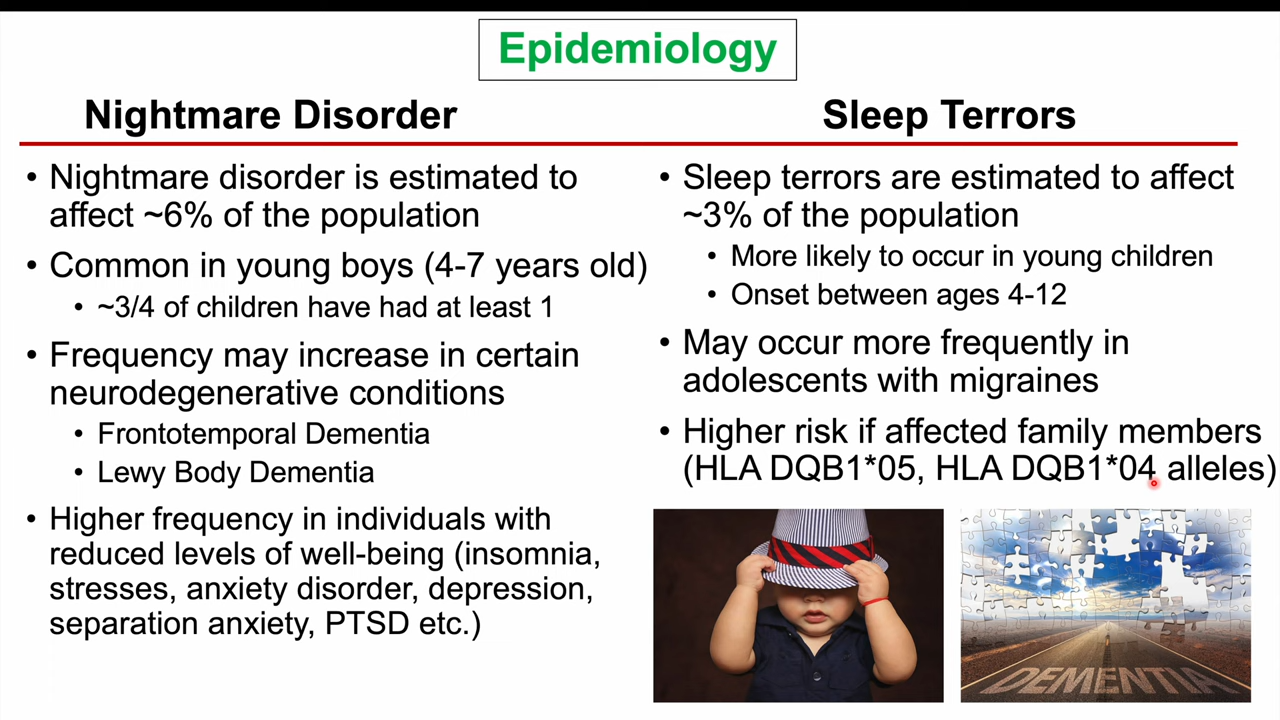 Epidemiology
Nightmare Disorder
• Nightmare disorder is estimated to
affect ~6% of the population
• Common in young boys (4-7 years old)
• ~3/4 of children have had at least 1
• Frequency may increase in certain
neurodegenerative conditions
• Frontotemporal Dementia
• Lewy Body Dementia
• Higher frequency in individuals with
reduced levels of well-being (insomnia,
stresses, anxiety disorder, depression,
separation anxiety, PTSD etc.)
Sleep Terrors
• Sleep terrors are estimated to affect
~3% of the population
• More likely to occur in young children
• Onset between ages 4-12
• May occur more frequently in
adolescents with migraines
• Higher risk if affected family members
(HLA DQB1*05, HLA DQB1*04 alleles)
DEMENTIA